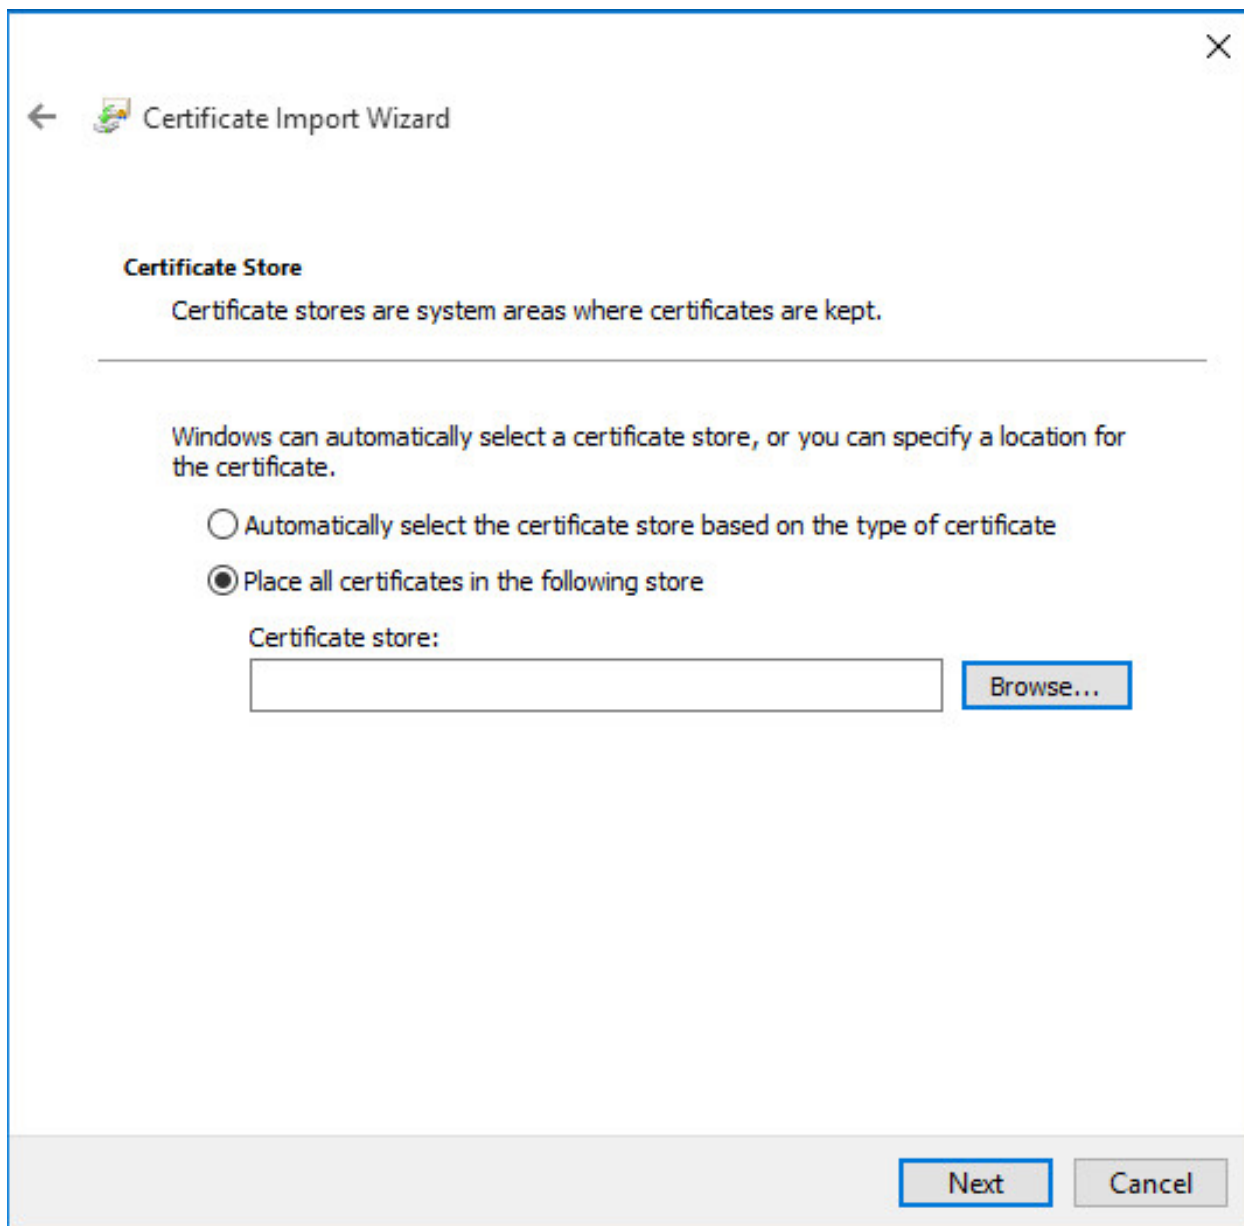 Certificate Import Wizard
Certificate Store
Certificate stores are system areas where certificates are kept.
Windows can automatically select a certificate store, or you can specify a location for
the certificate.
Automatically select the certificate store based on the type of certificate
Place all certificates in the following store
Certificate store:
Browse...
Next
Cancel